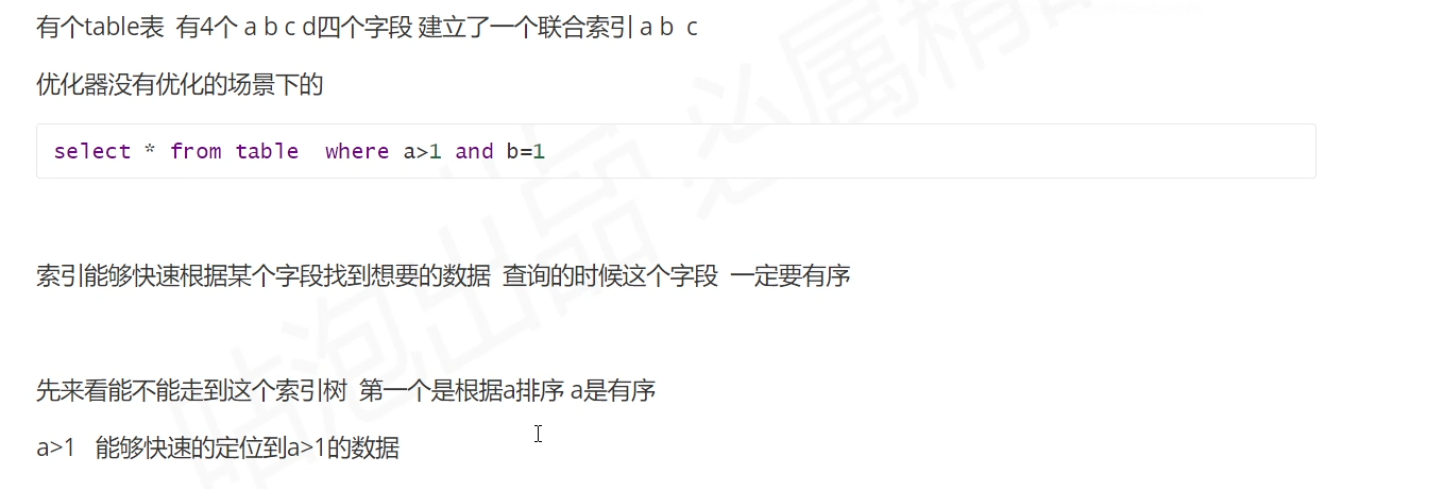 有个table表 有4个 a b c d四个字段 建立了一个联合索引 a b c
优化器没有优化的场景下的
select * from table where a>1 and b=1
索引能够快速根据某个字段找到想要的数据 查询的时候这个字段 一定要有序
先来看能不能走到这个索引树 第一个是根据a排序 a是有序
a>1 能够快速的定位到a>1的数据